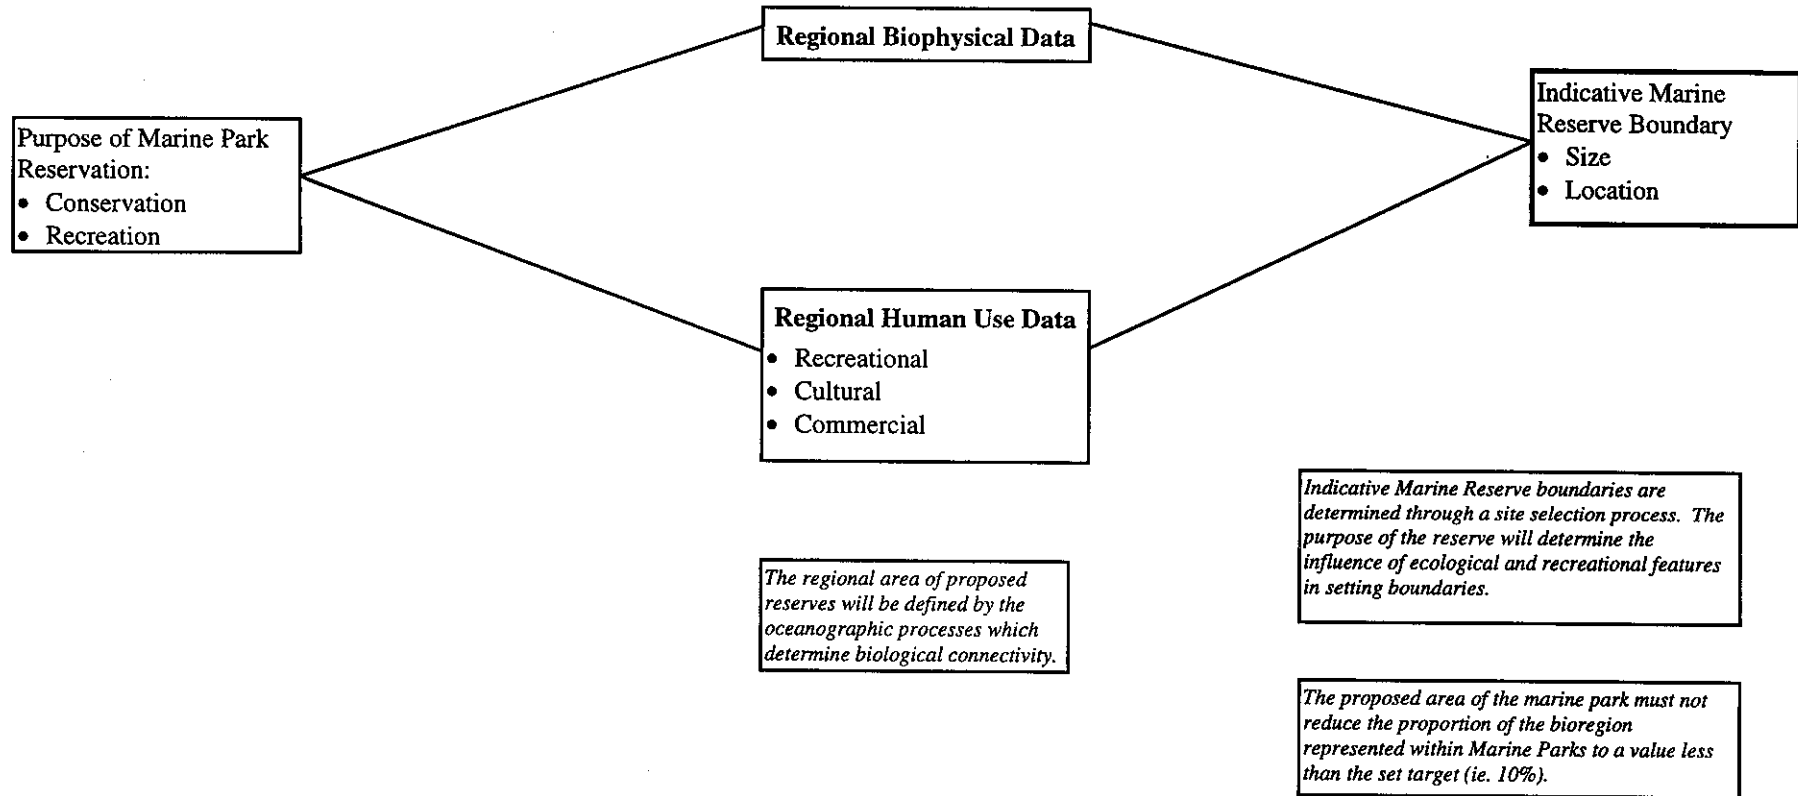 Regional Biophysical Data
Purpose of Marine Park
Reservation:
• Conservation
• Recreation
Indicative Marine
Reserve Boundary
• Size
• Location
Regional Human Use Data
• Recreational
• Cultural
• Commercial
The regional area of proposed
reserves will be defined by the
oceanographic processes which
determine biological connectivity.
Indicative Marine Reserve boundaries are
determined through a site selection process. The
purpose of the reserve will determine the
influence of ecological and recreational features
in setting boundaries.
The proposed area of the marine park must not
reduce the proportion of the bioregion
represented within Marine Parks to a value less
than the set target (ie. 10%).